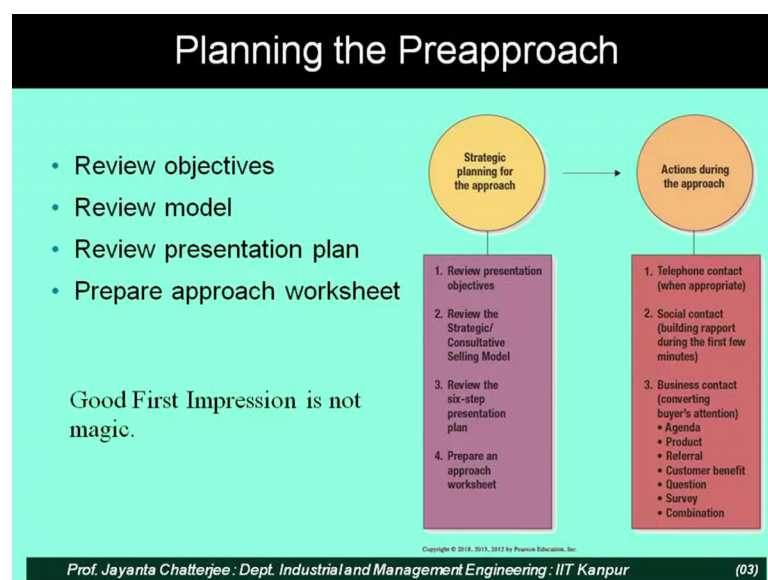 Planning the Preapproach
• Review objectives
• Review model
• Review presentation plan
• Prepare approach worksheet
Good First Impression is not
magic.
Strategic
planning for
the approach
1. Review presentation
objectives
2. Review the
Strategic/
Consultative
Selling Model
3. Review the
six-step
presentation
plan
4. Prepare an
approach
worksheet
Actions during
the approach
1. Telephone contact
(when appropriate)
2. Social contact
(building rapport
during the first few
minutes)
3. Business contact
(converting
buyer's attention)
• Agenda
• Product
• Referral
• Customer benefit
• Question
• Survey
• Combination
Copyright © 2018, 2015, 2012 by Pearson Education, Inc.
Prof. Jayanta Chatterjee : Dept. Industrial and Management Engineering : IIT Kanpur
(03)